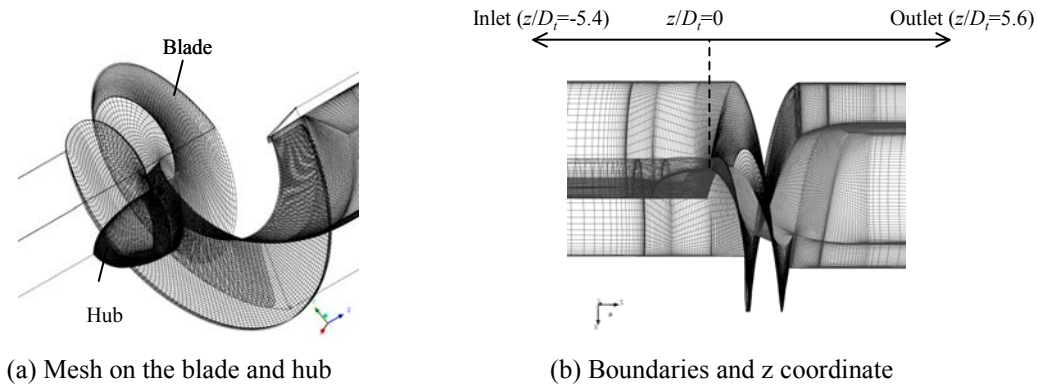 Blade
Hub
(a) Mesh on the blade and hub
Inlet (z/Dt=-5.4)
z/Dt=0
Outlet (z/Dt=5.6)
(b) Boundaries and z coordinate